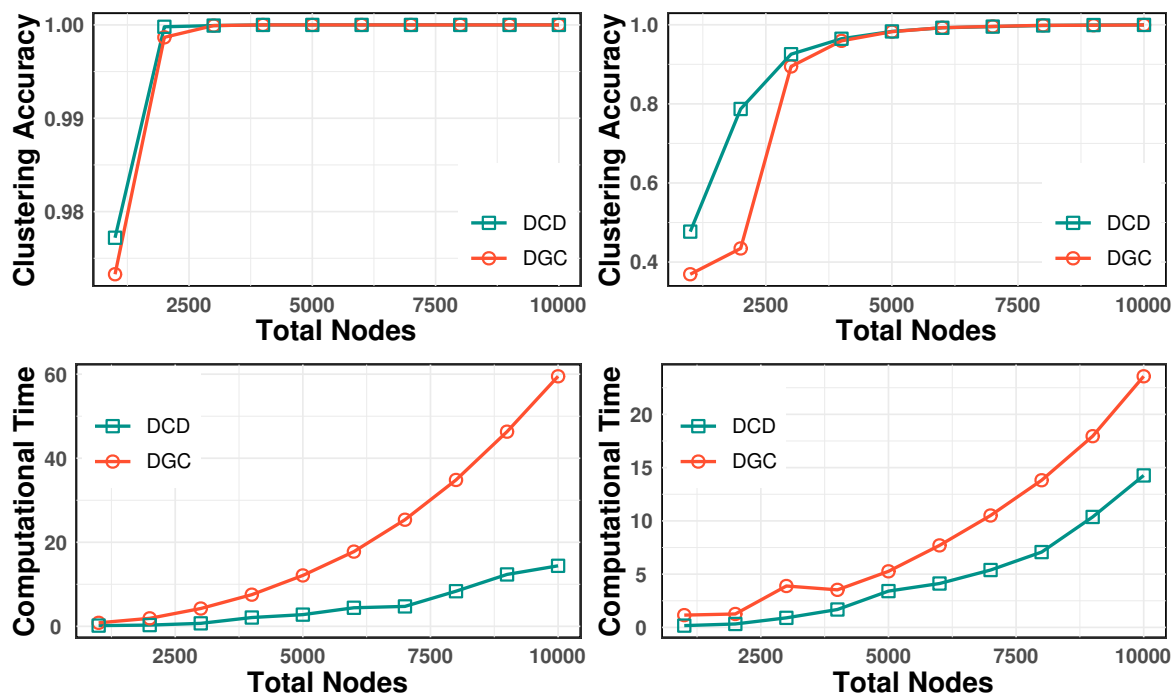 Clustering Accuracy
1.00
0.99
0.98
DCD
DGC
2500 5000 7500 10000
Total Nodes
Clustering Accuracy
1.0
0.8
0.6
0.4
DCD
DGC
2500 5000 7500 10000
Total Nodes
Computational Time
60
40
20
0
DCD
DGC
2500 5000 7500 10000
Total Nodes
Computational Time
20
15
10
5
0
DCD
DGC
2500 5000 7500 10000
Total Nodes